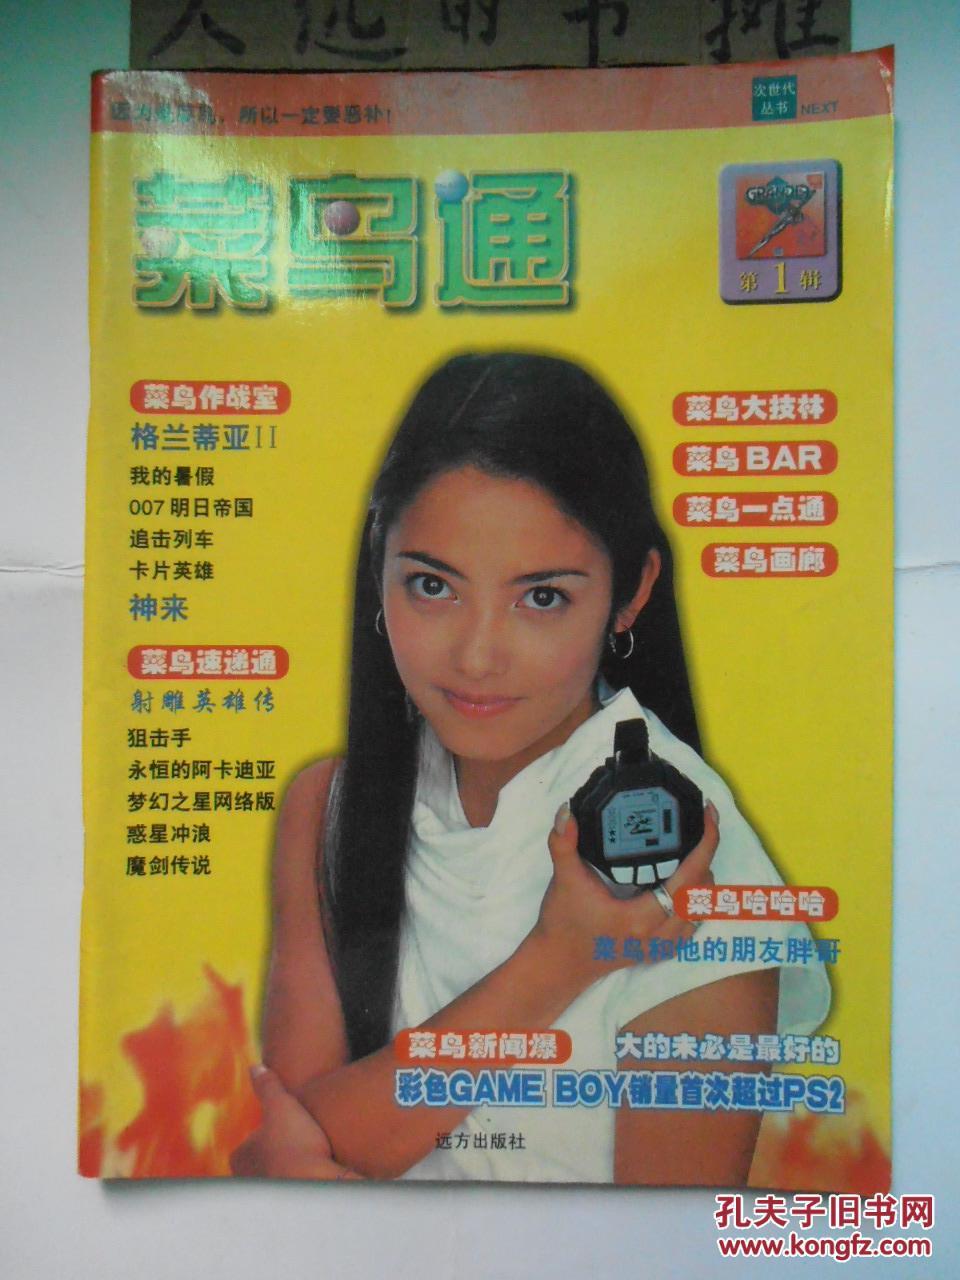 人远的书摊
因为是菜鸟，所以一定要恶补！
次世代
丛书
NEXT
菜鸟通
GRANDIA
第1辑
菜鸟作战室
格兰蒂亚II
我的暑假
007明日帝国
追击列车
卡片英雄
神来
菜鸟速递通
射雕英雄传
狙击手
永恒的阿卡迪亚
梦幻之星网络版
惑星冲浪
魔剑传说
菜鸟大技林
菜鸟BAR
菜鸟一点通
菜鸟画廊
菜鸟哈哈哈
菜鸟和他的朋友胖哥
菜鸟新闻爆
大的未必是最好的
彩色GAME BOY销量首次超过PS2
远方出版社
孔夫子旧书网
www.kongfz.com